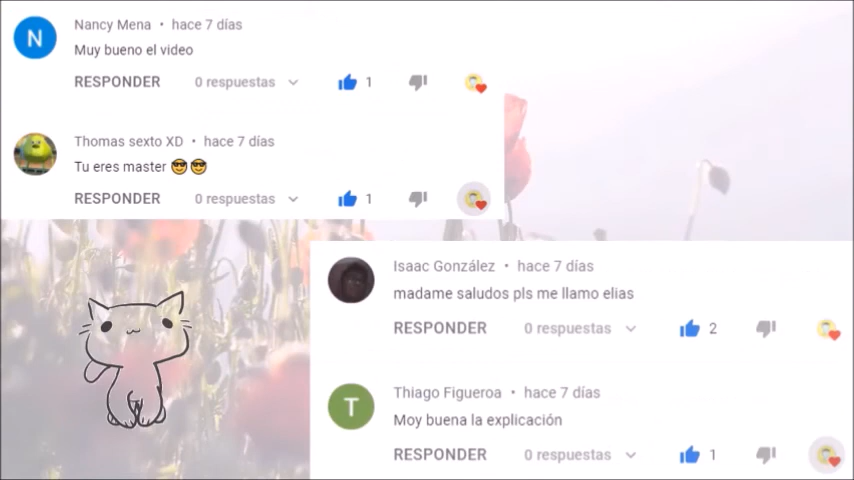 N
Nancy Mena • hace 7 días
Muy bueno el video
RESPONDER 0 respuestas 1
Thomas sexto XD • hace 7 días
Tu eres master 😎😎
RESPONDER 0 respuestas 1
Isaac González • hace 7 días
madame saludos pls me llamo elias
RESPONDER 0 respuestas 2
T
Thiago Figueroa • hace 7 días
Moy buena la explicación
RESPONDER 0 respuestas 1